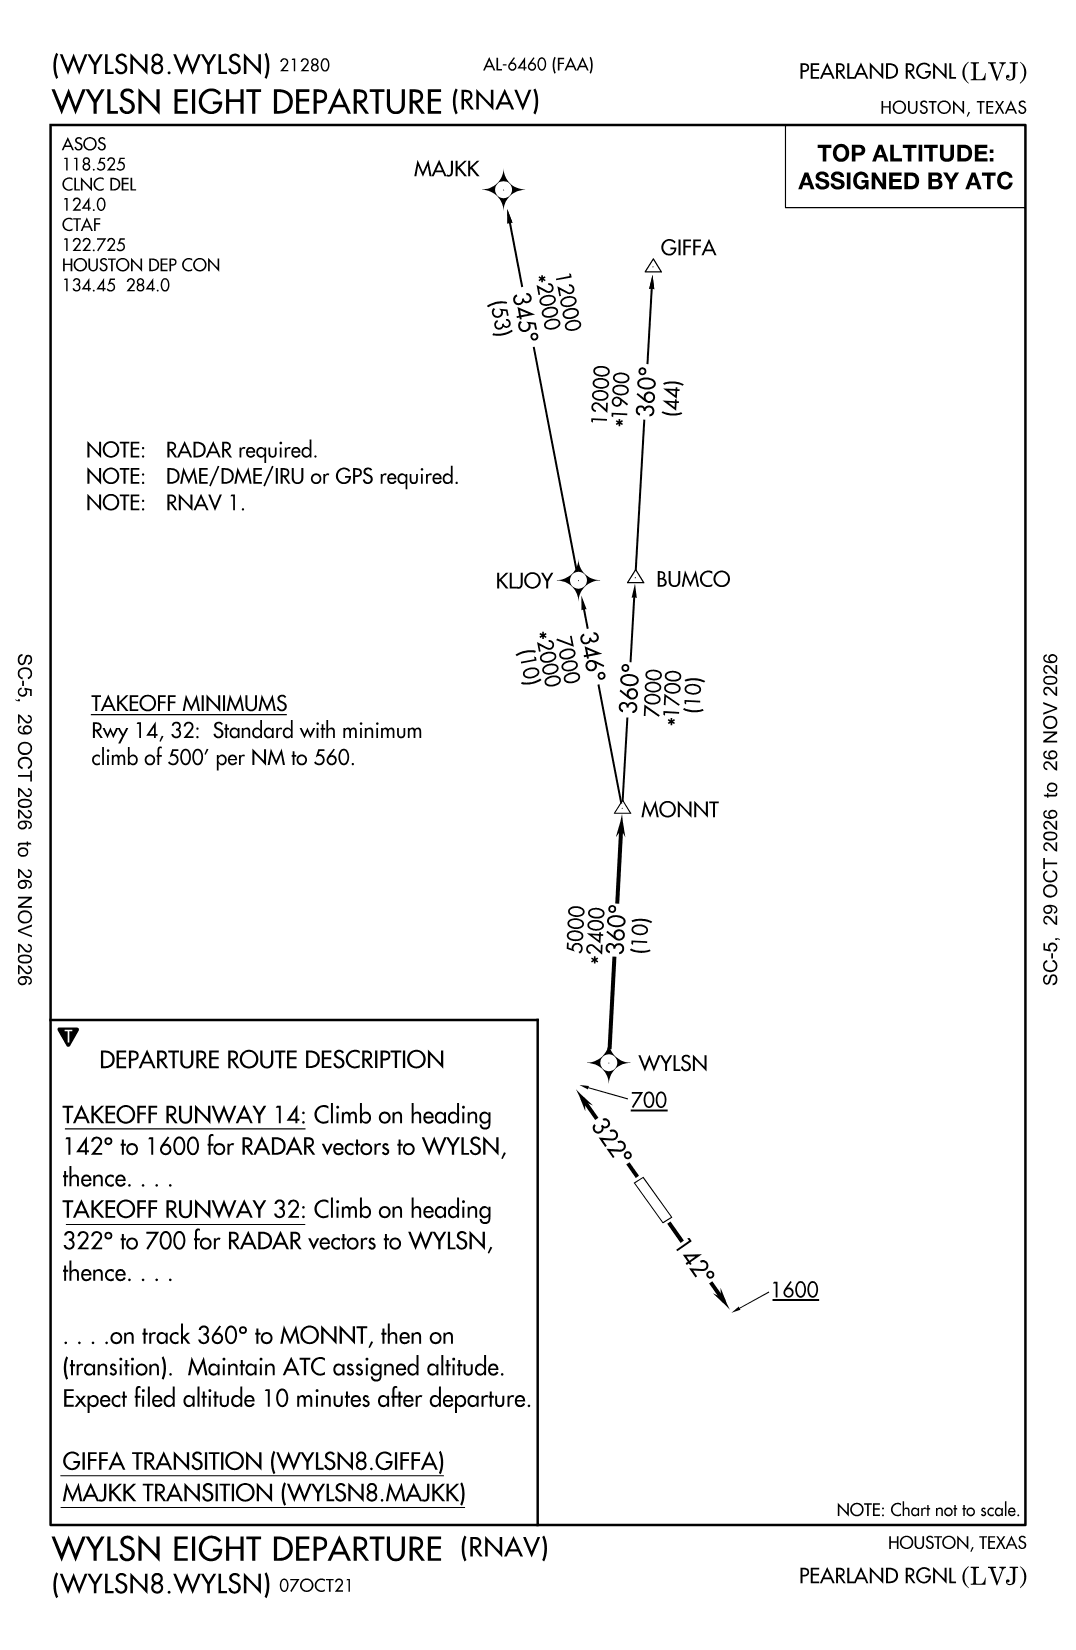 (WYLSN8.WYLSN) 21280
AL-6460 (FAA)
PEARLAND RGNL (LVJ)
WYLSN EIGHT DEPARTURE (RNAV)
HOUSTON, TEXAS
ASOS
118.525
CLNC DEL
124.0
CTAF
122.725
HOUSTON DEP CON
134.45 284.0
TOP ALTITUDE:
ASSIGNED BY ATC
MAJKK
GIFFA
12000
*2000
345°
(53)
12000
*1900
360°
(44)
NOTE: RADAR required.
NOTE: DME/DME/IRU or GPS required.
NOTE: RNAV 1.
KLJOY
BUMCO
346°
7000
*2000
(10)
360°
7000
*1700
(10)
TAKEOFF MINIMUMS
Rwy 14, 32: Standard with minimum
climb of 500' per NM to 560.
MONNT
5000
*2400
360°
(10)
WYLSN
700
322°
142°
1600
T
DEPARTURE ROUTE DESCRIPTION
TAKEOFF RUNWAY 14: Climb on heading
142° to 1600 for RADAR vectors to WYLSN,
thence. . . .
TAKEOFF RUNWAY 32: Climb on heading
322° to 700 for RADAR vectors to WYLSN,
thence. . . .
. . . .on track 360° to MONNT, then on
(transition). Maintain ATC assigned altitude.
Expect filed altitude 10 minutes after departure.
GIFFA TRANSITION (WYLSN8.GIFFA)
MAJKK TRANSITION (WYLSN8.MAJKK)
NOTE: Chart not to scale.
SC-5, 29 OCT 2026 to 26 NOV 2026
SC-5, 29 OCT 2026 to 26 NOV 2026
WYLSN EIGHT DEPARTURE (RNAV)
HOUSTON, TEXAS
(WYLSN8.WYLSN) 07OCT21
PEARLAND RGNL (LVJ)